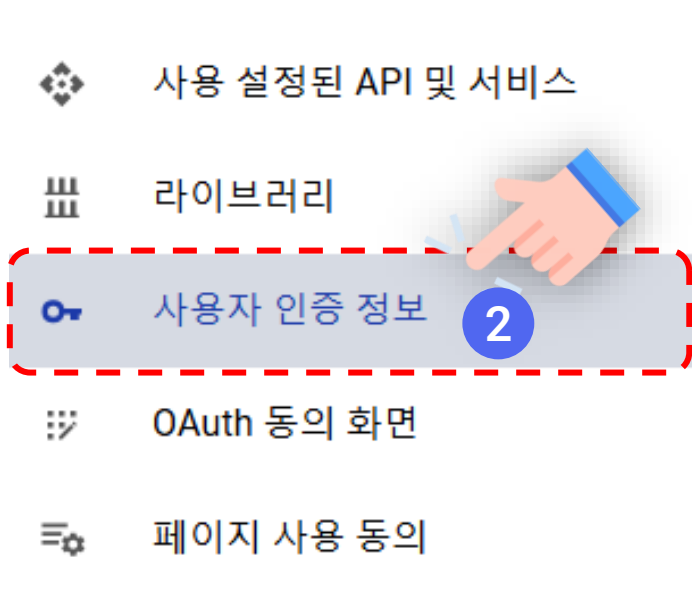 사용 설정된 API 및 서비스
라이브러리
사용자 인증 정보
2
OAuth 동의 화면
페이지 사용 동의